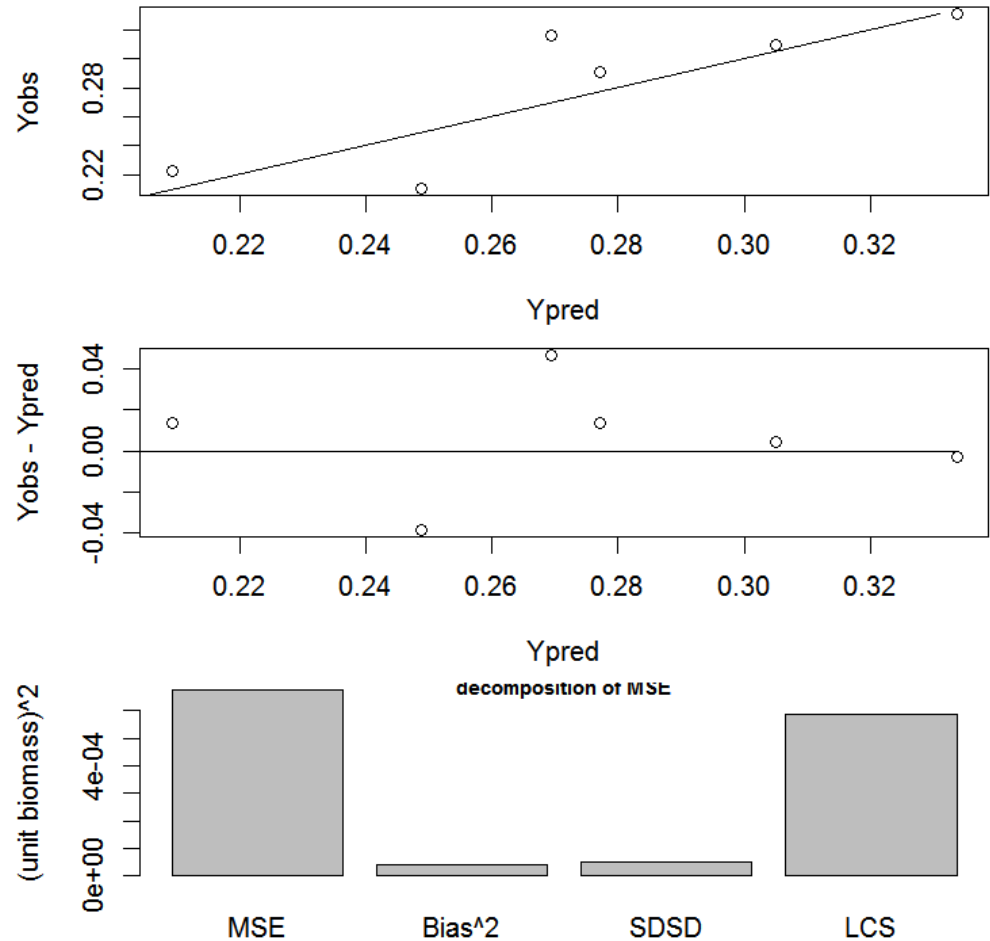 Yobs
0.28
0.22
0.22 0.24 0.26 0.28 0.30 0.32
Ypred
Yobs - Ypred
0.04
0.00
-0.04
0.22 0.24 0.26 0.28 0.30 0.32
Ypred
decomposition of MSE
(unit biomass)^2
4e-04
0e+00
MSE Bias^2 SDSD LCS